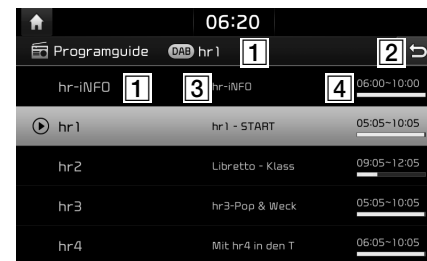 06:20
Programguide DAB hr1 1 2
hr-iNFO 1 3 hr-iNFO 4 06:00~10:00
hr1 hr1 - START 05:05~10:05
hr2 Libretto - Klass 09:05~12:05
hr3 hr3-Pop & Weck 05:05~10:05
hr4 Mit hr4 in den T 06:05~10:05